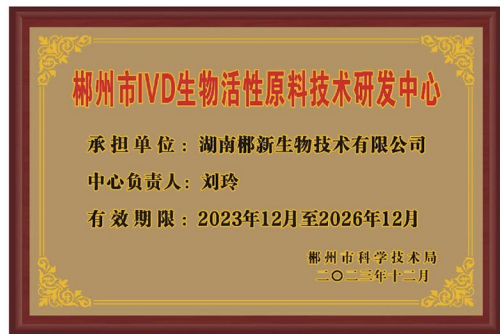 郴州市IVD生物活性原料技术研发中心
承担单位：湖南郴新生物技术有限公司
中心负责人：刘玲
有效期限：2023年12月至2026年12月
郴州市科学技术局
二〇二三年十二月